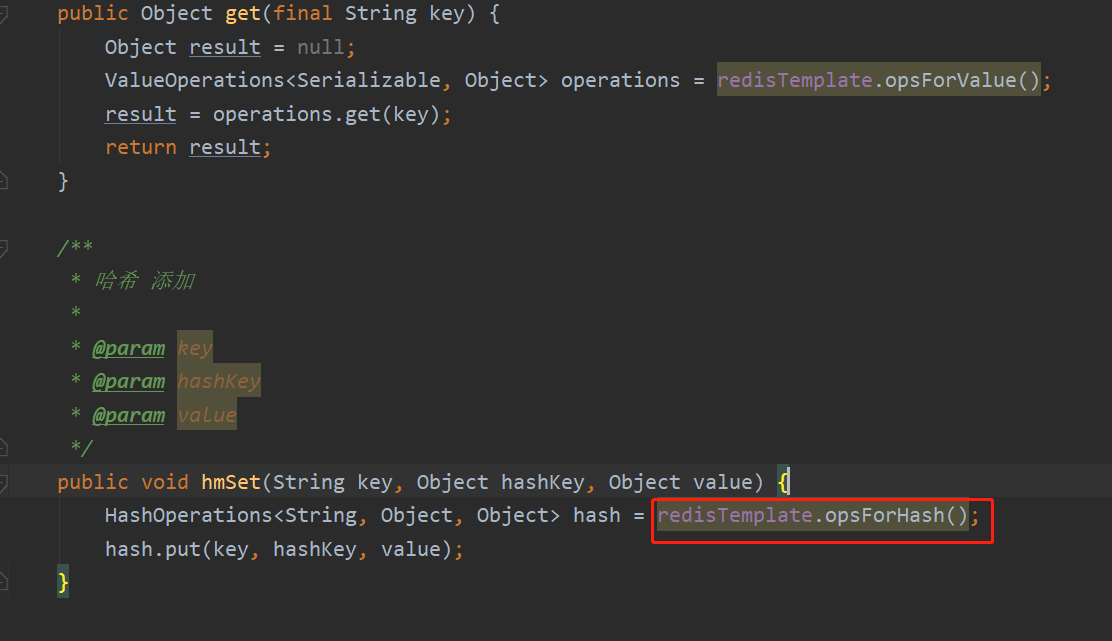 public Object get(final String key) {
Object result = null;
ValueOperations<Serializable, Object> operations = redisTemplate.opsForValue();
result = operations.get(key);
return result;
}
/**
* 哈希 添加
*
* @param key
* @param hashKey
* @param value
*/
public void hmSet(String key, Object hashKey, Object value) {
HashOperations<String, Object, Object> hash = redisTemplate.opsForHash();
hash.put(key, hashKey, value);
}